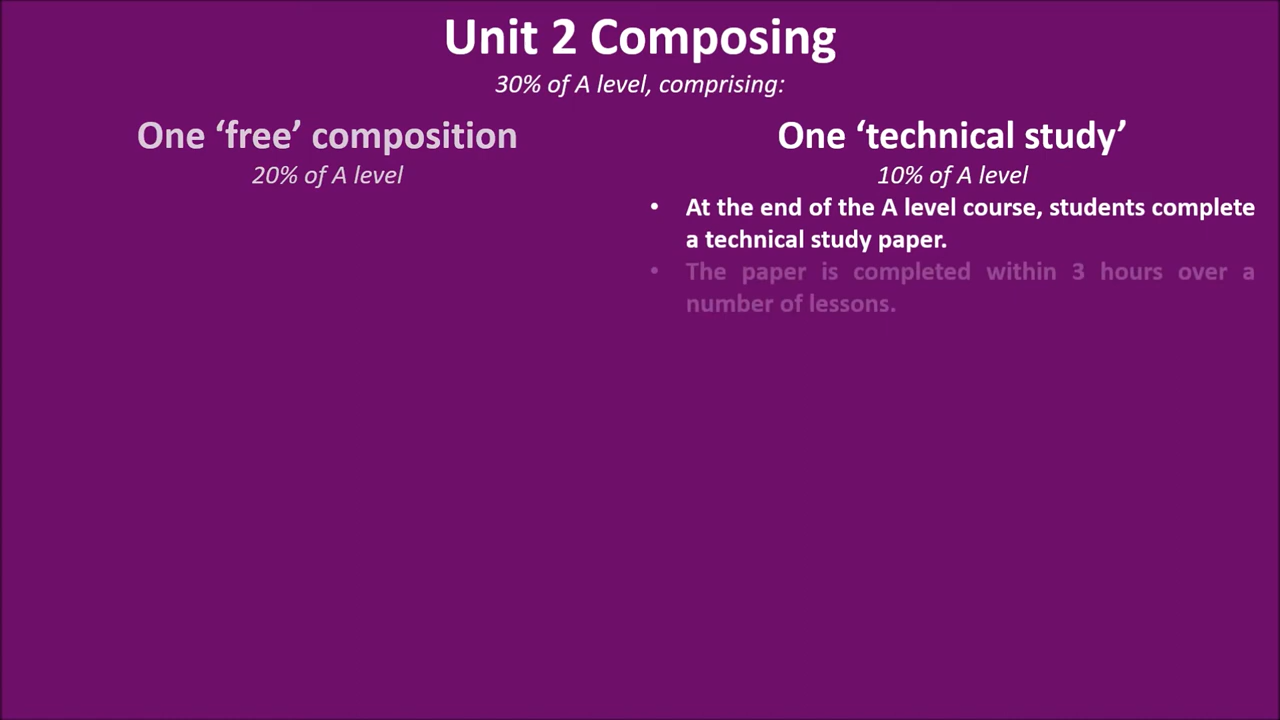 Unit 2 Composing
30% of A level, comprising:
One ‘free’ composition
20% of A level
One ‘technical study’
10% of A level
• At the end of the A level course, students complete
a technical study paper.
• The paper is completed within 3 hours over a
number of lessons.